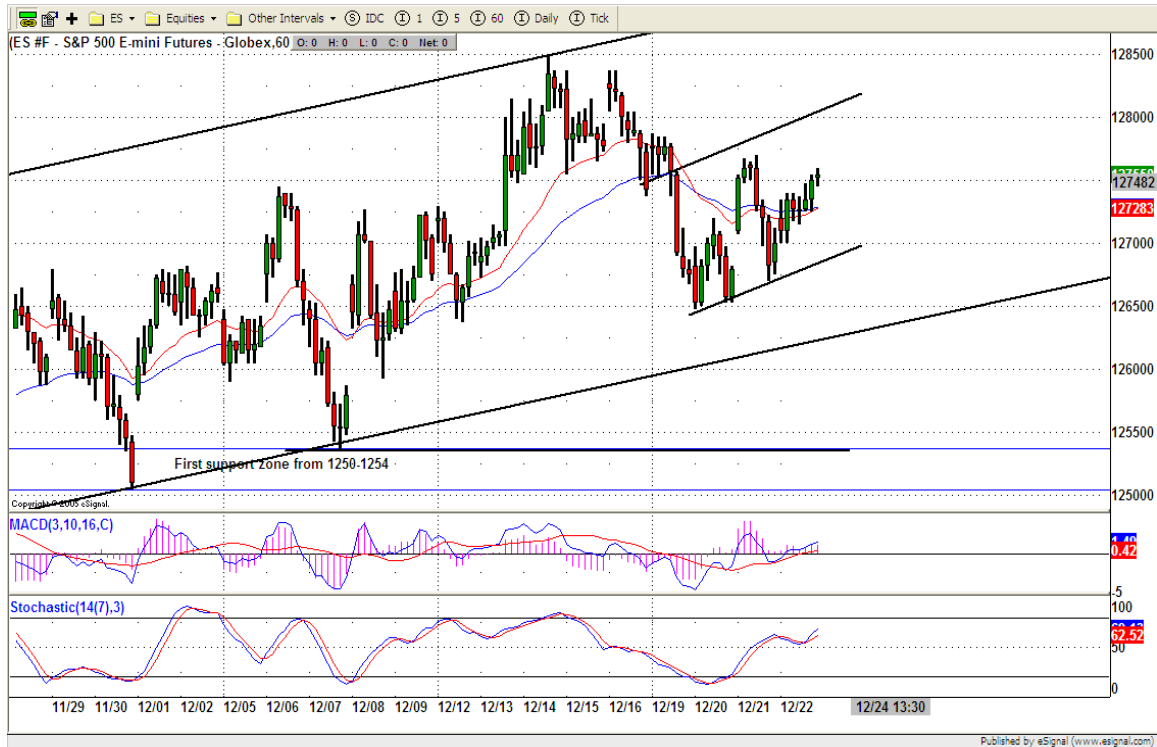 ES Equities Other Intervals S IDC I 1 I 5 I 60 I Daily I Tick
(ES #F - S&P 500 E-mini Futures - Globex,60 O: 0 H: 0 L: 0 C: 0 Net: 0
128500
128000
127482
127283
127000
126500
126000
125500
125000
First support zone from 1250-1254
Copyright © 2005 eSignal.
MACD(3,10,16,C)
0.42
-5
Stochastic(14(7),3)
100
62.52
50
0
11/29 11/30 12/01 12/02 12/05 12/06 12/07 12/08 12/09 12/12 12/13 12/14 12/15 12/16 12/19 12/20 12/21 12/22 12/24 13:30
Published by eSignal (www.esignal.com)